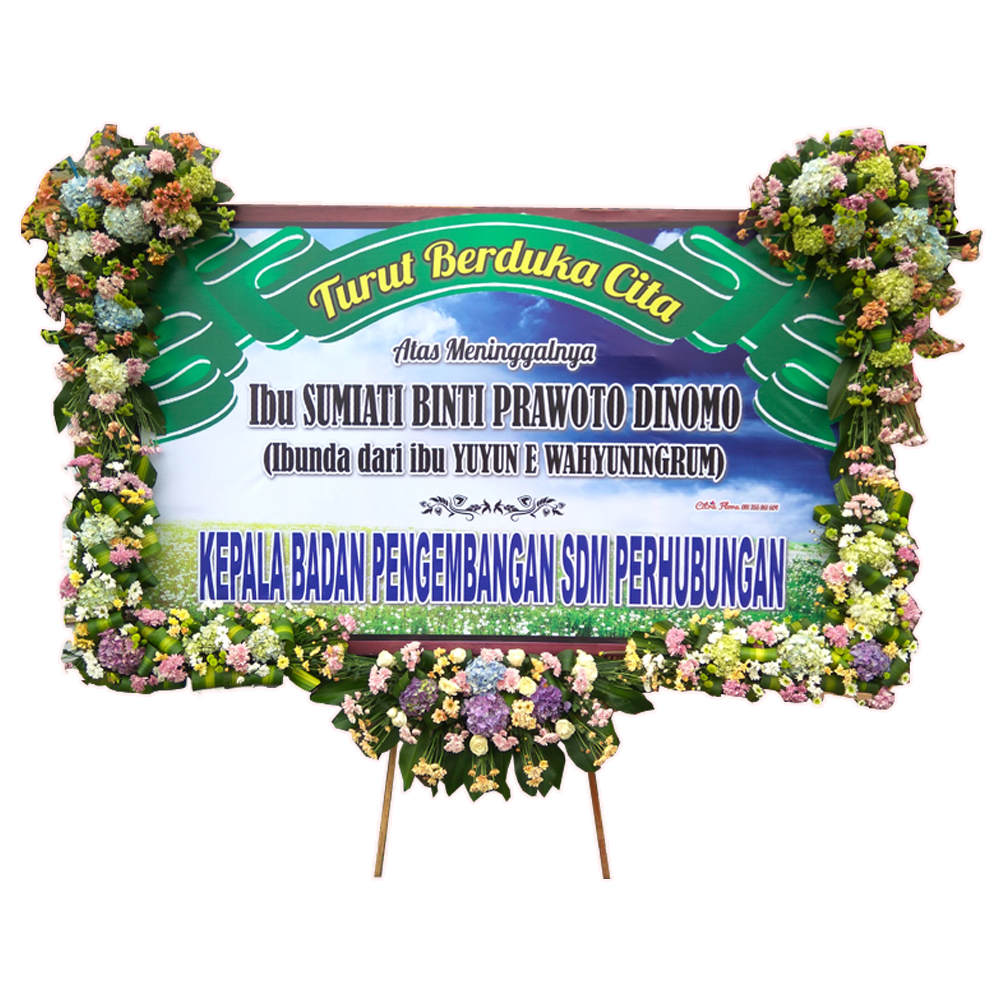 Turut Berduka Cita
Atas Meninggalnya
Ibu SUMIATI BINTI PRAWOTO DINOMO
(Ibunda dari ibu YUYUN E WAHYUNINGRUM)
KEPALA BADAN PENGEMBANGAN SDM PERHUBUNGAN